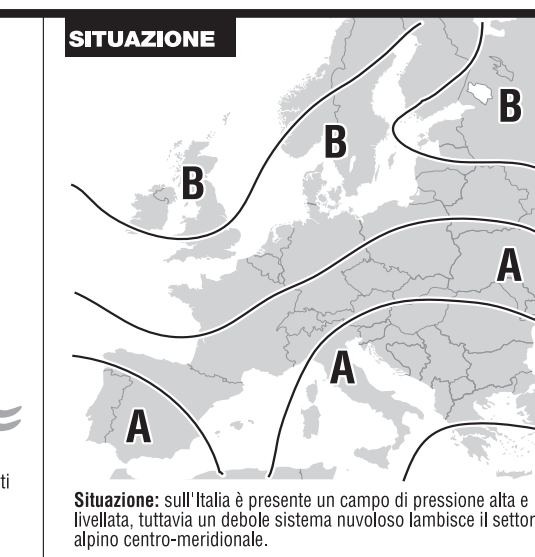 SITUAZIONE
B
B
B
A
A
A
ti
Situazione: sull'Italia è presente un campo di pressione alta e
livellata, tuttavia un debole sistema nuvoloso lambisce il settor
alpino centro-meridionale.